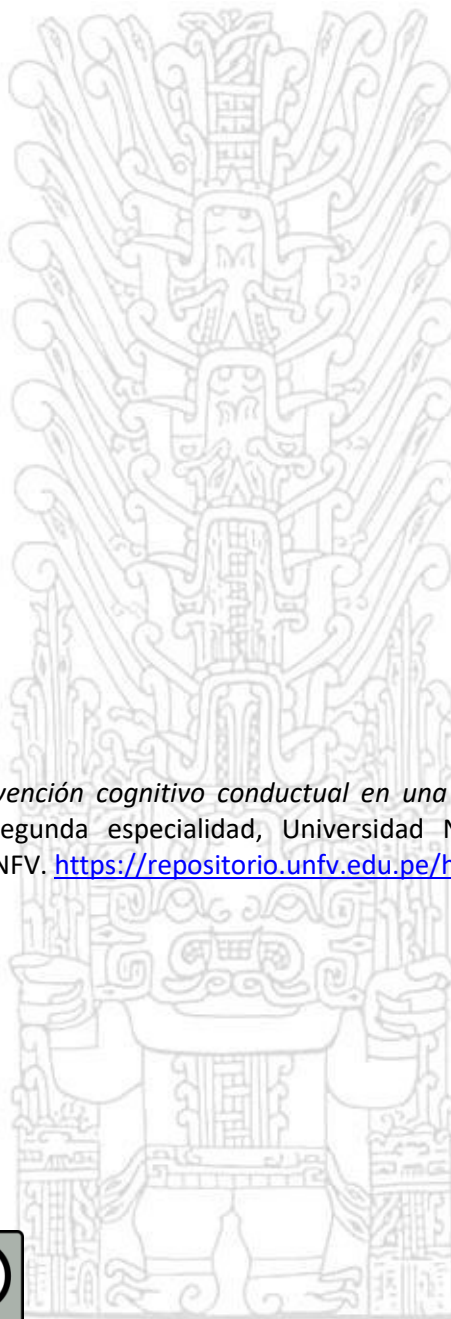 vención cognitivo conductual en una
egunda especialidad, Universidad N
NFV. https://repositorio.unfv.edu.pe/h